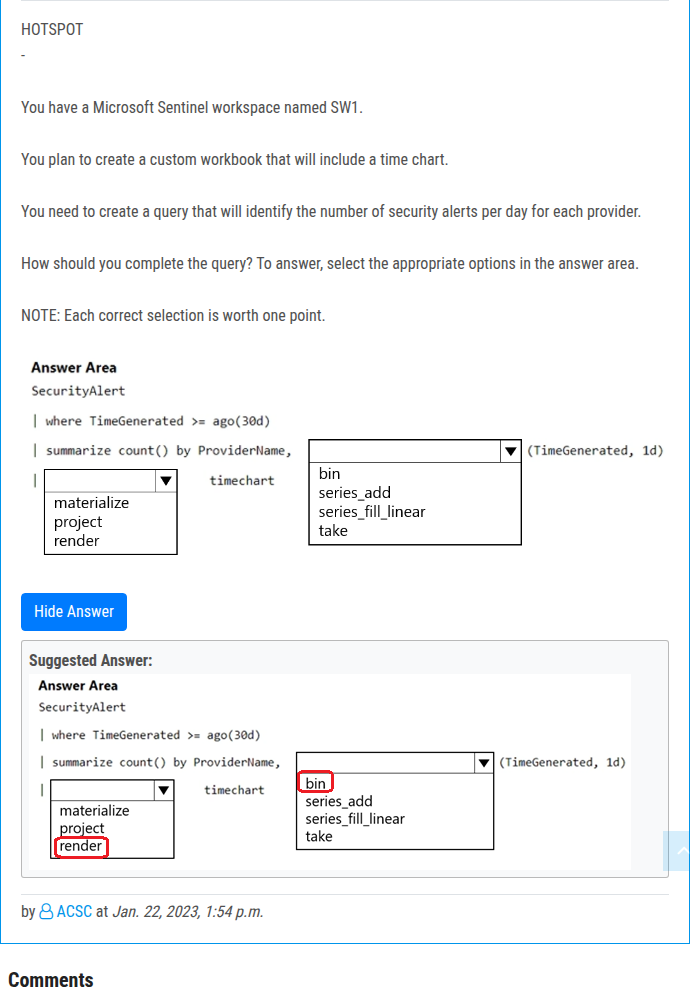 HOTSPOT
-
You have a Microsoft Sentinel workspace named SW1.
You plan to create a custom workbook that will include a time chart.
You need to create a query that will identify the number of security alerts per day for each provider.
How should you complete the query? To answer, select the appropriate options in the answer area.
NOTE: Each correct selection is worth one point.
Answer Area
SecurityAlert
| where TimeGenerated >= ago(30d)
| summarize count() by ProviderName, (TimeGenerated, 1d)
bin
series_add
series_fill_linear
take
| timechart
materialize
project
render
Hide Answer
Suggested Answer:
Answer Area
SecurityAlert
| where TimeGenerated >= ago(30d)
| summarize count() by ProviderName, (TimeGenerated, 1d)
bin
series_add
series_fill_linear
take
| timechart
materialize
project
render
by ACSC at Jan. 22, 2023, 1:54 p.m.
Comments